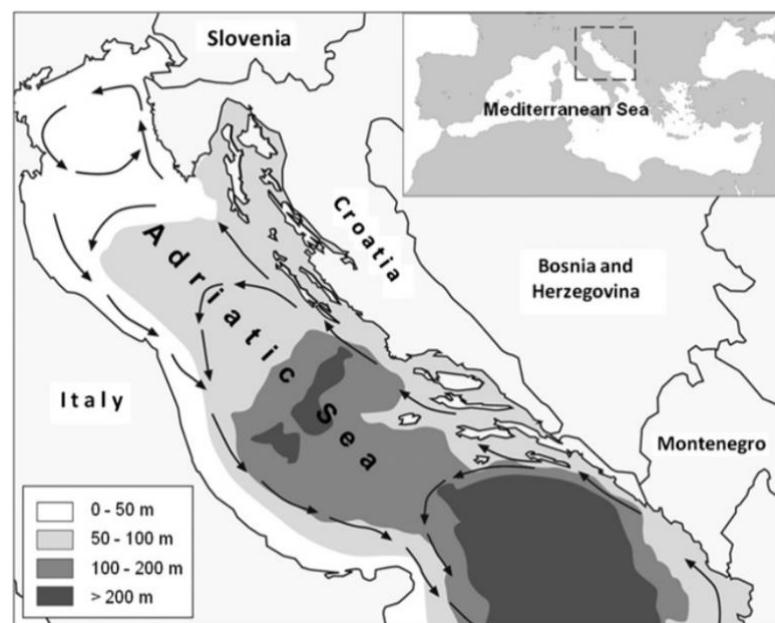 Slovenia
Mediterranean Sea
Croatia
Bosnia and
Herzegovina
Adriatic Sea
Italy
Montenegro
0 - 50 m
50 - 100 m
100 - 200 m
> 200 m